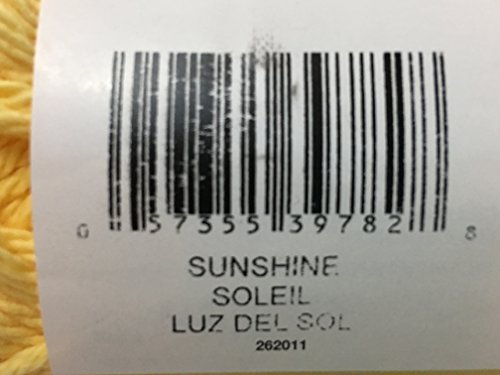 0 57355 39782 8
SUNSHINE
SOLEIL
LUZ DEL SOL
262011